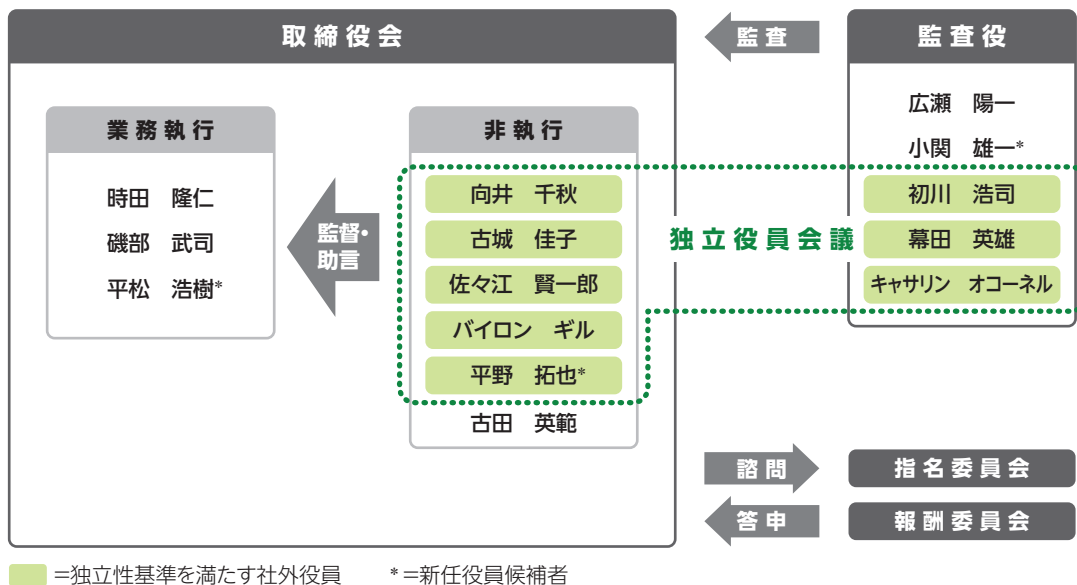 取締役会
監査
監査役
業務執行
時田　隆仁
磯部　武司
平松　浩樹*
監督・
助言
非執行
向井　千秋
古城　佳子
佐々江　賢一郎
バイロン　ギル
平野　拓也*
古田　英範
独立役員会議
広瀬　陽一
小関　雄一*
初川　浩司
幕田　英雄
キャサリン　オコーネル
諮問
指名委員会
答申
報酬委員会
=独立性基準を満たす社外役員　　*=新任役員候補者